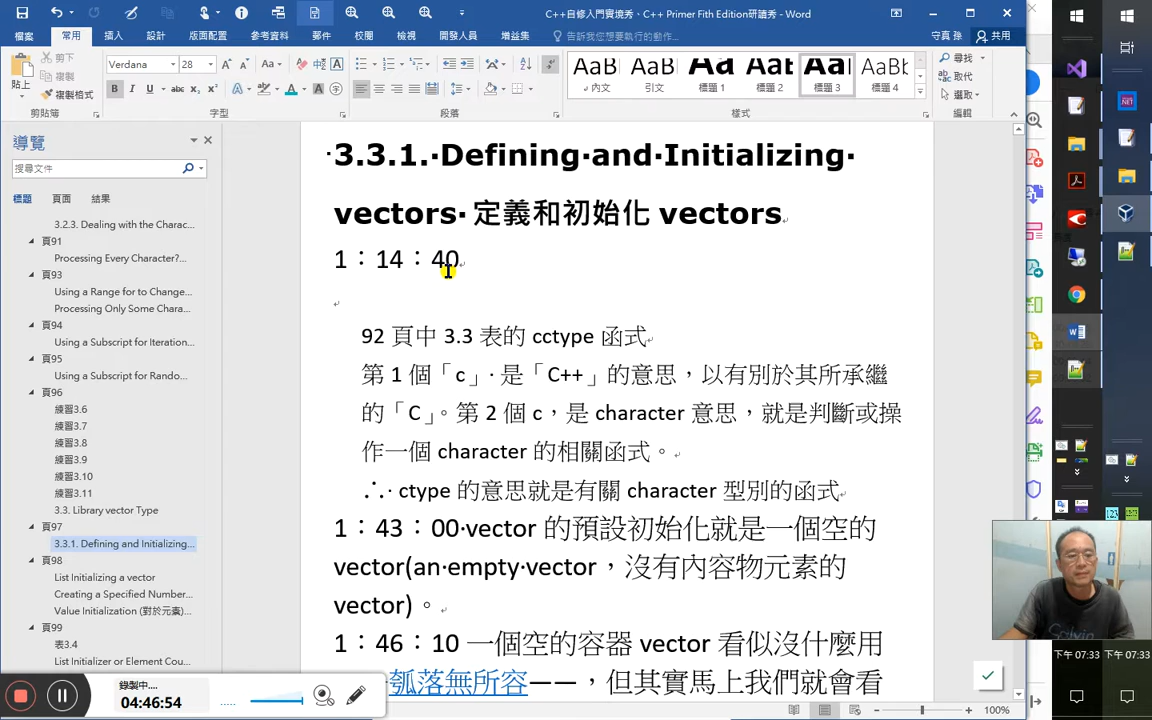 C++自修入門實境秀、C++ Primer Fith Edition研讀秀 - Word
檔案 常用 插入 設計 版面配置 參考資料 郵件 校閱 檢視 開發人員 增益集 告訴我您想要執行的動作... 守真 孫 共用
貼上 剪下 複製 複製格式 剪貼簿
Verdana 28
字型
段落
AaB AaB Aa AaB AaI AaBb
內文 引文 標題 1 標題 2 標題 3 標題 4
樣式
尋找 取代 選取 編輯
導覽
搜尋文件
標題 頁面 結果
3.2.3. Dealing with the Charac...
頁91
Processing Every Character?...
頁93
Using a Range for to Change...
Processing Only Some Chara...
頁94
Using a Subscript for Iteration...
頁95
Using a Subscript for Rando...
頁96
練習3.6
練習3.7
練習3.8
練習3.9
練習3.10
練習3.11
3.3. Library vector Type
頁97
3.3.1. Defining and Initializing...
頁98
List Initializing a vector
Creating a Specified Number...
Value Initialization (對於元素)...
頁99
表3.4
List Initializer or Element Cou...
3.3.1. Defining and Initializing
vectors 定義和初始化 vectors
1：14：40
92 頁中 3.3 表的 cctype 函式
第 1 個「c」 是「C++」的意思，以有別於其所承繼
的「C」。第 2 個 c，是 character 意思，就是判斷或操
作一個 character 的相關函式。
∴ ctype 的意思就是有關 character 型別的函式
1：43：00 vector 的預設初始化就是一個空的
vector(an empty vector，沒有內容物元素的
vector)。
1：46：10 一個空的容器 vector 看似沒什麼用
瓠落無所容——，但其實馬上我們就會看
錄製中....
04:46:54
100%
下午 07:33 下午 07:33